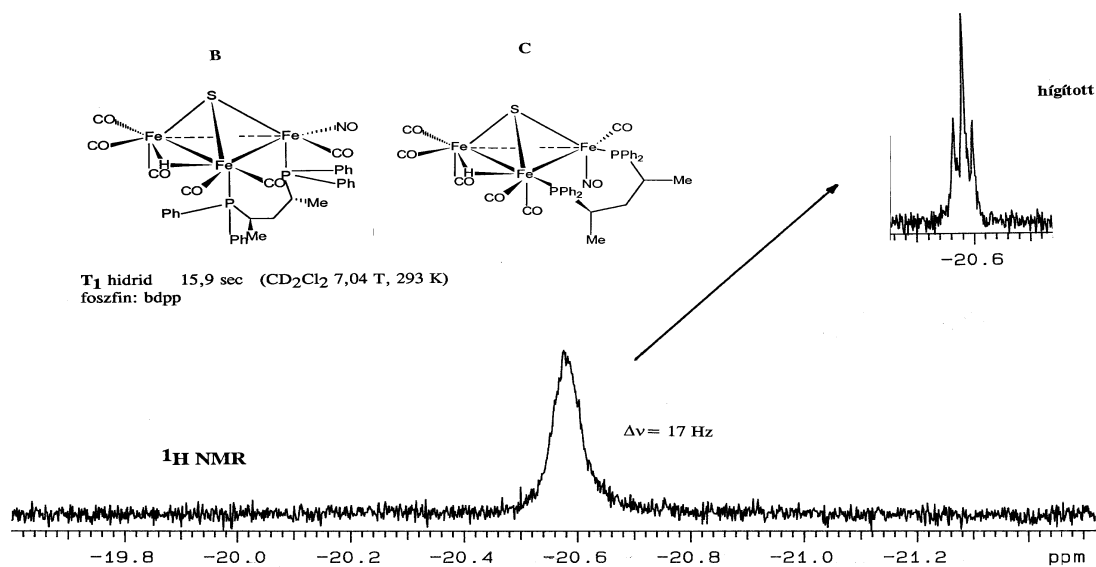 B
C
S
CO
CO
Fe
Fe
NO
CO
H
CO
Fe
CO
CO
P
Ph
Ph
P
Ph
Me
Ph
Me
S
CO
CO
Fe
Fe
CO
PPh2
H
CO
Fe
NO
CO
CO
PPh2
Me
Me
hígított
-20.6
T1 hidrid 15,9 sec (CD2Cl2 7,04 T, 293 K)
foszfin: bdpp
Δν= 17 Hz
1H NMR
-19.8 -20.0 -20.2 -20.4 -20.6 -20.8 -21.0 -21.2 ppm